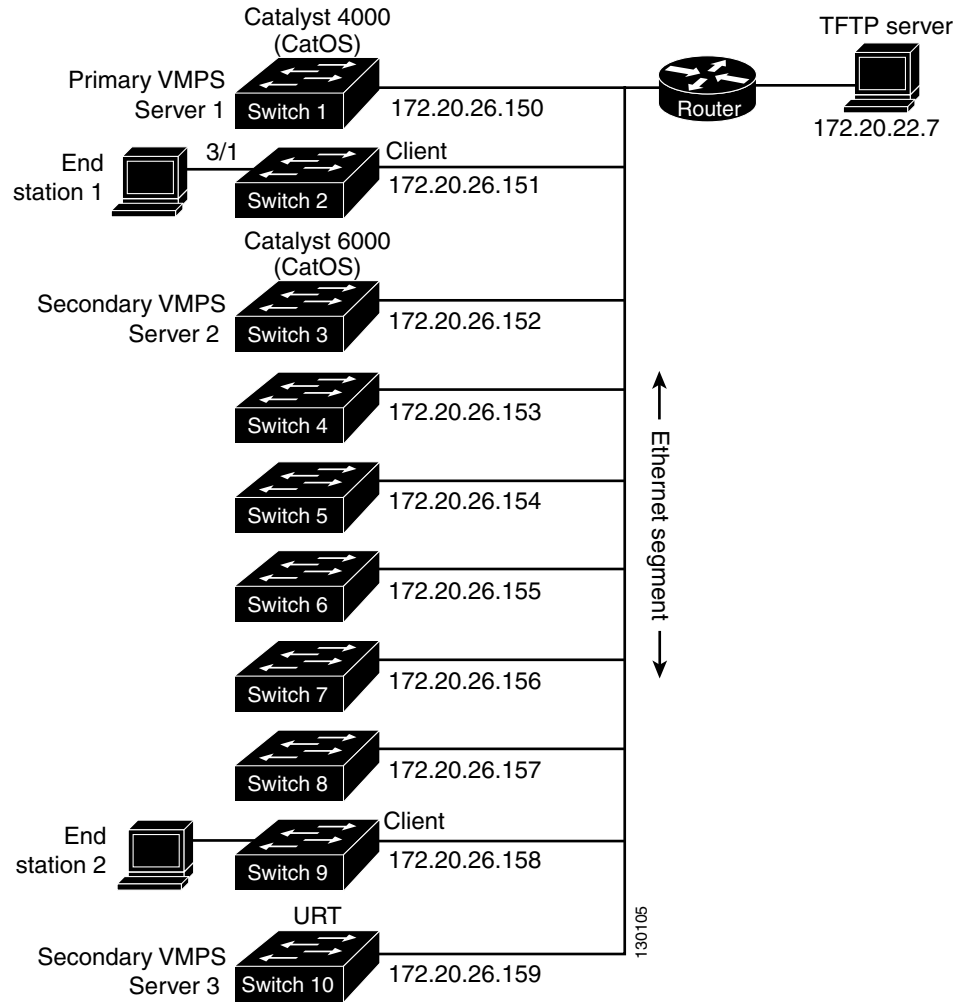 Catalyst 4000
(CatOS)
TFTP server
Primary VMPS
Server 1
Switch 1
172.20.26.150
Router
172.20.22.7
End
station 1
3/1
Client
Switch 2
172.20.26.151
Catalyst 6000
(CatOS)
Secondary VMPS
Server 2
Switch 3
172.20.26.152
Switch 4
172.20.26.153
Ethernet segment
Switch 5
172.20.26.154
Switch 6
172.20.26.155
Switch 7
172.20.26.156
Switch 8
172.20.26.157
End
station 2
Client
Switch 9
172.20.26.158
URT
Secondary VMPS
Server 3
Switch 10
172.20.26.159
130105